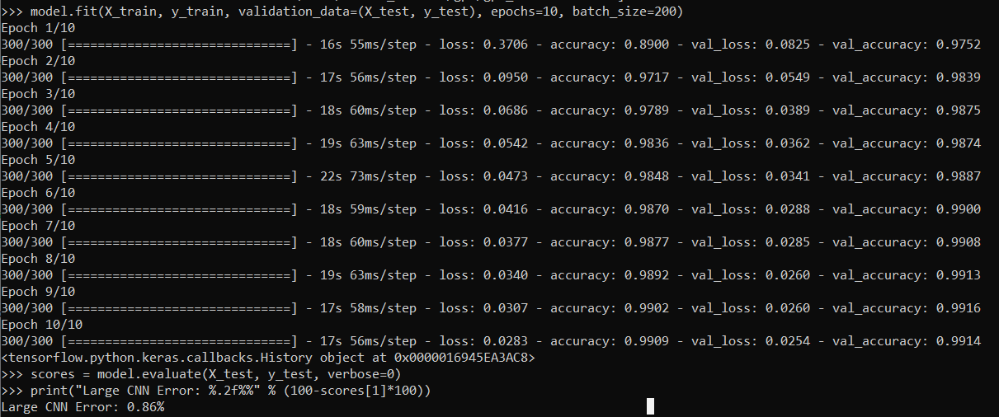 >>> model.fit(X_train, y_train, validation_data=(X_test, y_test), epochs=10, batch_size=200)
Epoch 1/10
300/300 [==============================] - 16s 55ms/step - loss: 0.3706 - accuracy: 0.8900 - val_loss: 0.0825 - val_accuracy: 0.9752
Epoch 2/10
300/300 [==============================] - 17s 56ms/step - loss: 0.0950 - accuracy: 0.9717 - val_loss: 0.0549 - val_accuracy: 0.9839
Epoch 3/10
300/300 [==============================] - 18s 60ms/step - loss: 0.0686 - accuracy: 0.9789 - val_loss: 0.0389 - val_accuracy: 0.9875
Epoch 4/10
300/300 [==============================] - 19s 63ms/step - loss: 0.0542 - accuracy: 0.9836 - val_loss: 0.0362 - val_accuracy: 0.9874
Epoch 5/10
300/300 [==============================] - 22s 73ms/step - loss: 0.0473 - accuracy: 0.9848 - val_loss: 0.0341 - val_accuracy: 0.9887
Epoch 6/10
300/300 [==============================] - 18s 59ms/step - loss: 0.0416 - accuracy: 0.9870 - val_loss: 0.0288 - val_accuracy: 0.9900
Epoch 7/10
300/300 [==============================] - 18s 60ms/step - loss: 0.0377 - accuracy: 0.9877 - val_loss: 0.0285 - val_accuracy: 0.9908
Epoch 8/10
300/300 [==============================] - 19s 63ms/step - loss: 0.0340 - accuracy: 0.9892 - val_loss: 0.0260 - val_accuracy: 0.9913
Epoch 9/10
300/300 [==============================] - 17s 58ms/step - loss: 0.0307 - accuracy: 0.9902 - val_loss: 0.0260 - val_accuracy: 0.9916
Epoch 10/10
300/300 [==============================] - 17s 56ms/step - loss: 0.0283 - accuracy: 0.9909 - val_loss: 0.0254 - val_accuracy: 0.9914
<tensorflow.python.keras.callbacks.History object at 0x0000016945EA3AC8>
>>> scores = model.evaluate(X_test, y_test, verbose=0)
>>> print("Large CNN Error: %.2f%%" % (100-scores[1]*100))
Large CNN Error: 0.86%